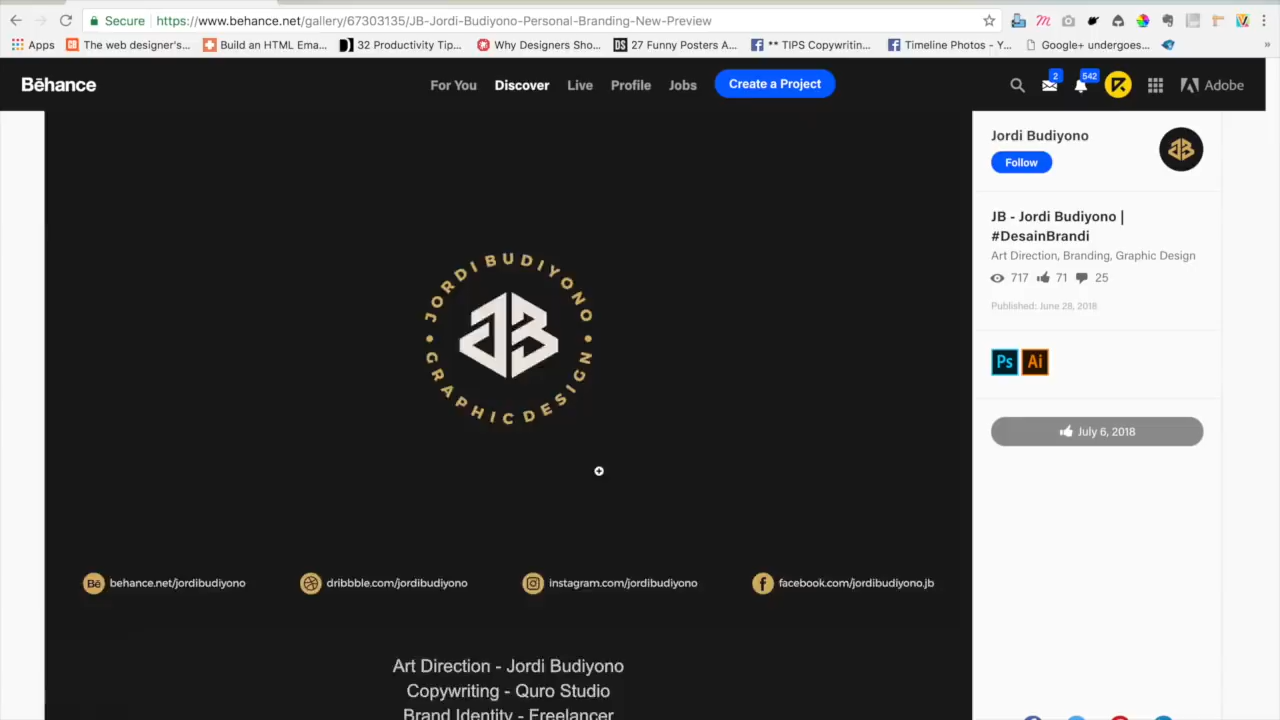 Secure https://www.behance.net/gallery/67303135/JB-Jordi-Budiyono-Personal-Branding-New-Preview
Apps The web designer's... Build an HTML Ema... 32 Productivity Tip... Why Designers Sho... 27 Funny Posters A... ** TIPS Copywritin... Timeline Photos - Y... Google+ undergoes... »
Bēhance For You Discover Live Profile Jobs Create a Project 2 542 Adobe
Jordi Budiyono
Follow
JB - Jordi Budiyono |
#DesainBrandi
Art Direction, Branding, Graphic Design
717 71 25
Published: June 28, 2018
Ps Ai
July 6, 2018
JORDI BUDIYONO
JB
GRAPHIC DESIGN
Bē behance.net/jordibudiyono dribbble.com/jordibudiyono instagram.com/jordibudiyono facebook.com/jordibudiyono.jb
Art Direction - Jordi Budiyono
Copywriting - Quro Studio
Brand Identity - Freelancer